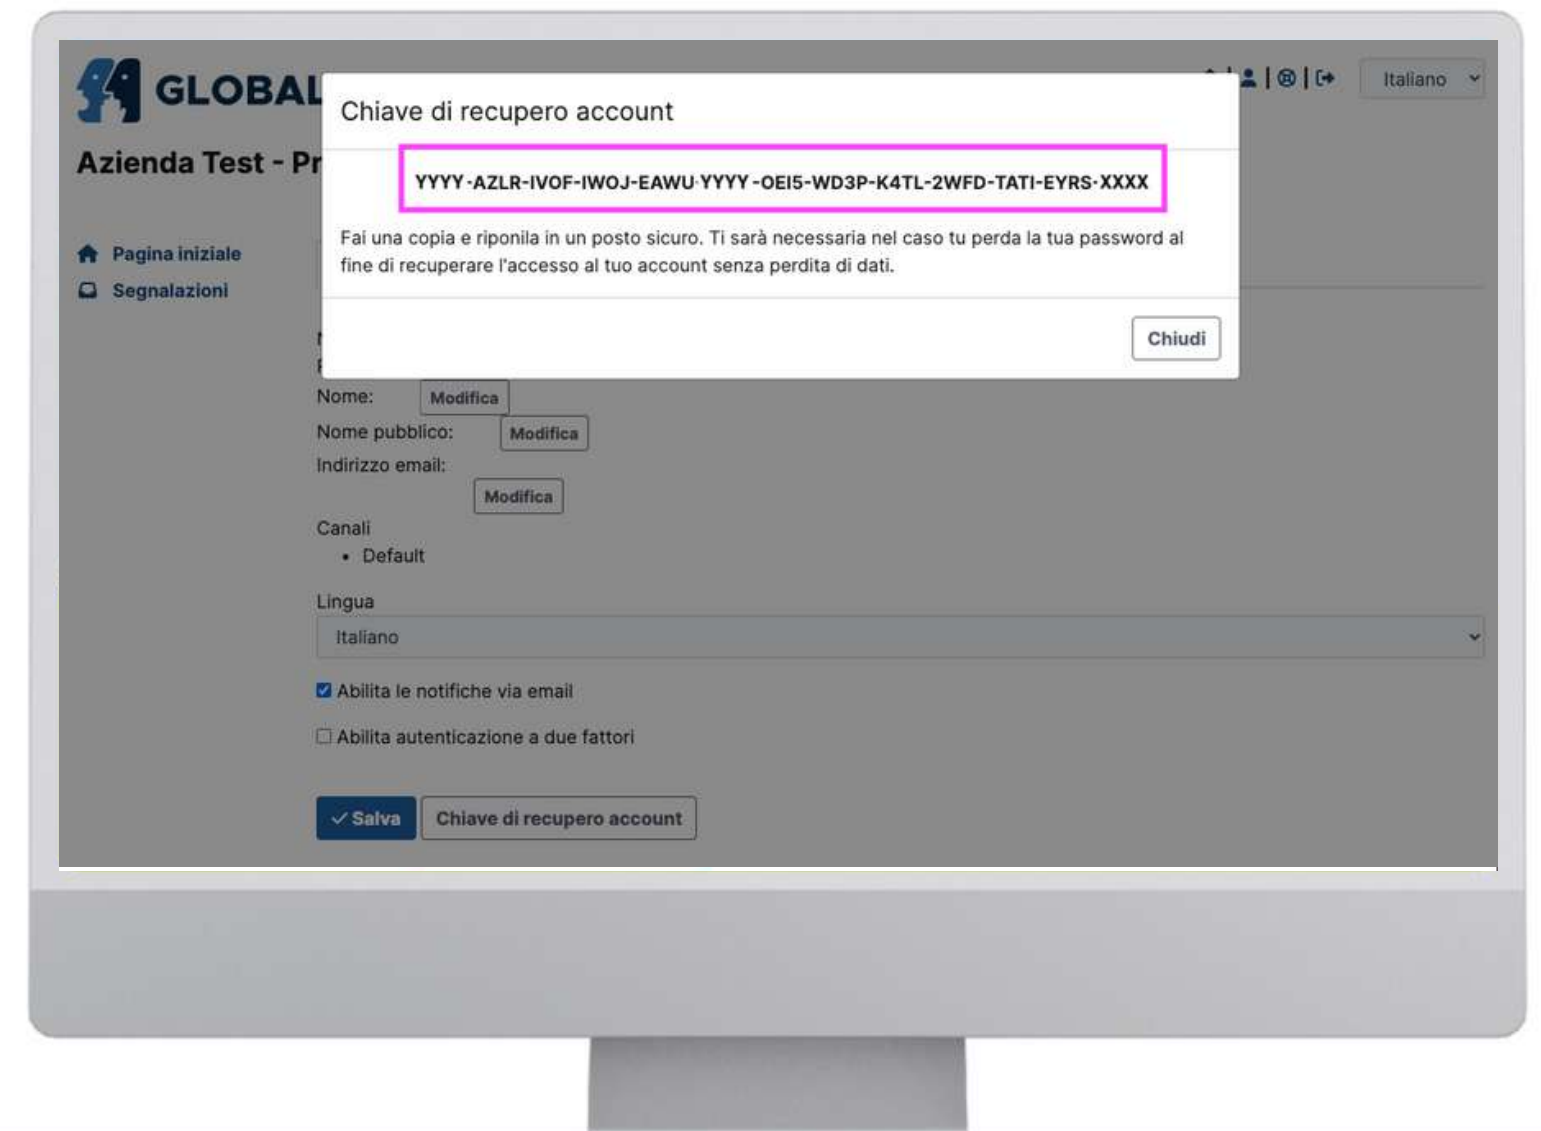 GLOBAL
Italiano
Azienda Test - Pr
Chiave di recupero account
YYYY-AZLR-IVOF-IWOJ-EAWU-YYYY-OEI5-WD3P-K4TL-2WFD-TATI-EYRS-XXXX
Fai una copia e riponila in un posto sicuro. Ti sarà necessaria nel caso tu perda la tua password al
fine di recuperare l'accesso al tuo account senza perdita di dati.
Chiudi
Pagina iniziale
Segnalazioni
Nome: Modifica
Nome pubblico: Modifica
Indirizzo email:
Modifica
Canali
• Default
Lingua
Italiano
Abilita le notifiche via email
Abilita autenticazione a due fattori
Salva Chiave di recupero account